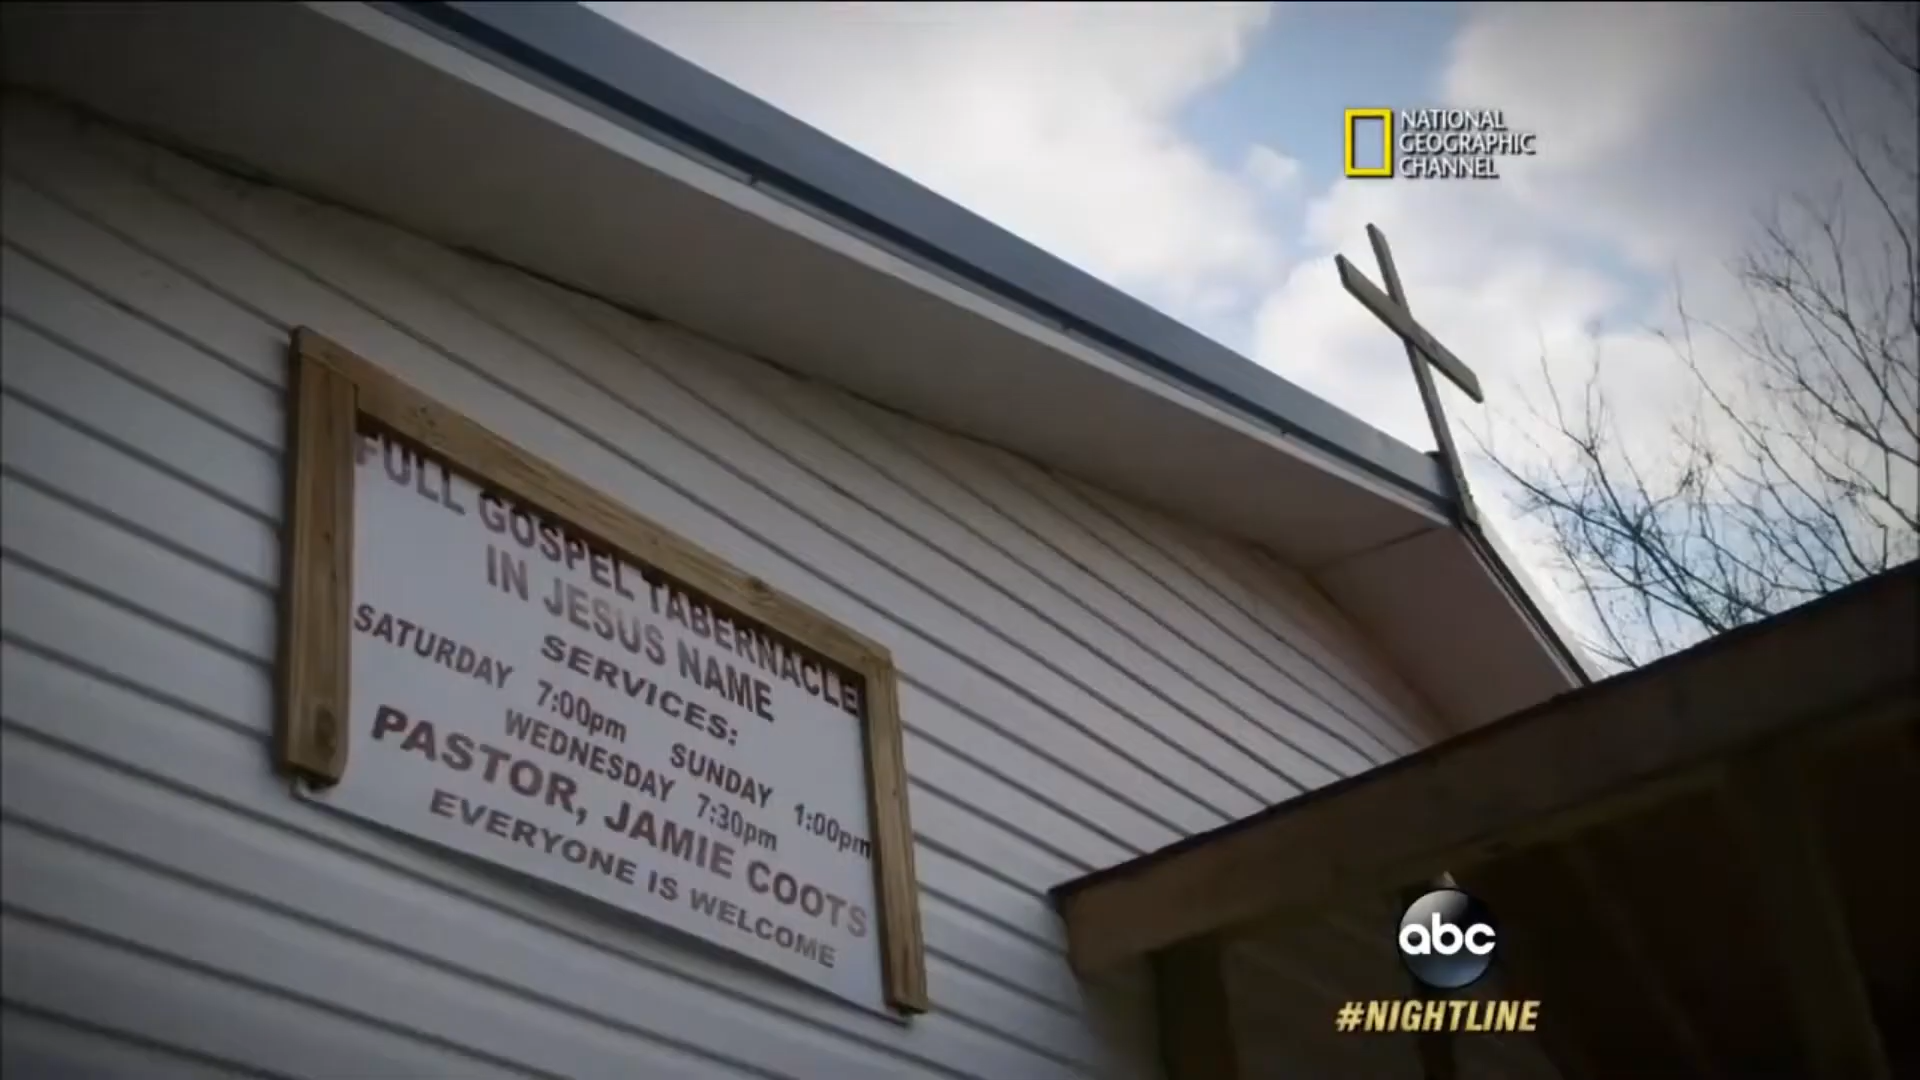 NATIONAL
GEOGRAPHIC
CHANNEL
FULL GOSPEL TABERNACLE
IN JESUS NAME
SERVICES:
SATURDAY 7:00pm SUNDAY 1:00pm
WEDNESDAY 7:30pm
PASTOR, JAMIE COOTS
EVERYONE IS WELCOME
abc
#NIGHTLINE